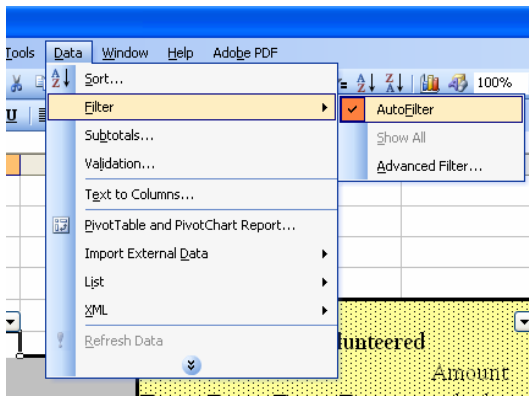 Tools Data Window Help Adobe PDF
Sort...
100%
U
Filter
AutoFilter
Subtotals...
Show All
Validation...
Advanced Filter...
Text to Columns...
PivotTable and PivotChart Report...
Import External Data
List
XML
Refresh Data
unteered
Amount